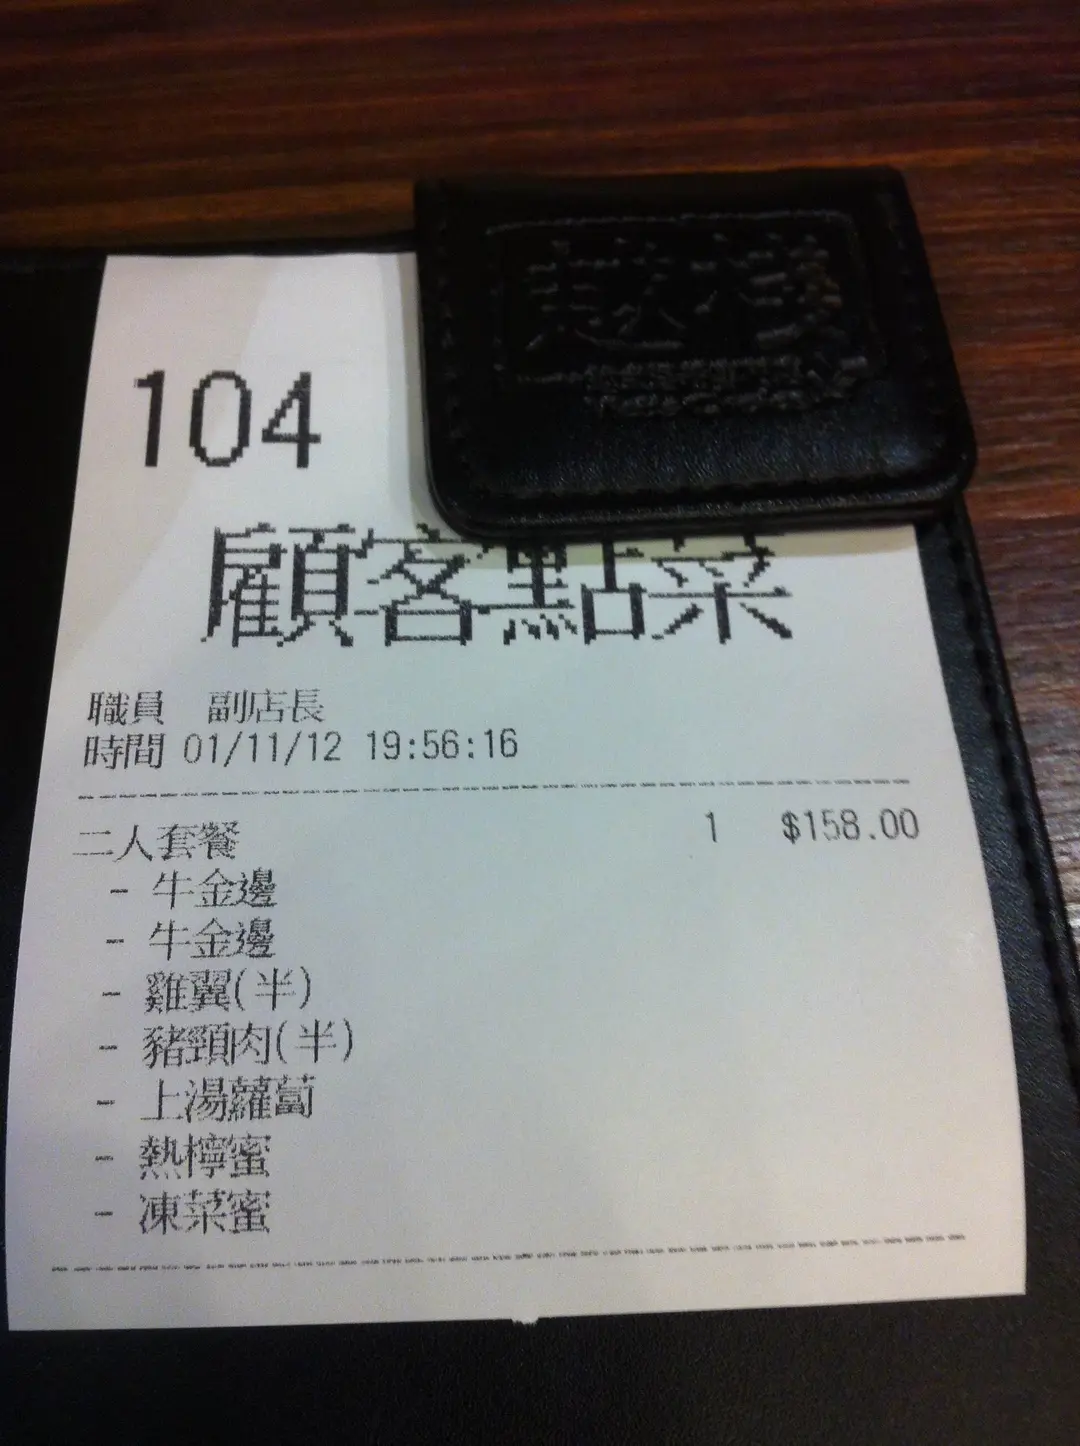 104
顧客點菜
職員 副店長
時間 01/11/12 19:56:16
二人套餐 1 $158.00
- 牛金邊
- 牛金邊
- 雞翼(半)
- 豬頸肉(半)
- 上湯蘿蔔
- 熱檸蜜
- 凍菜蜜